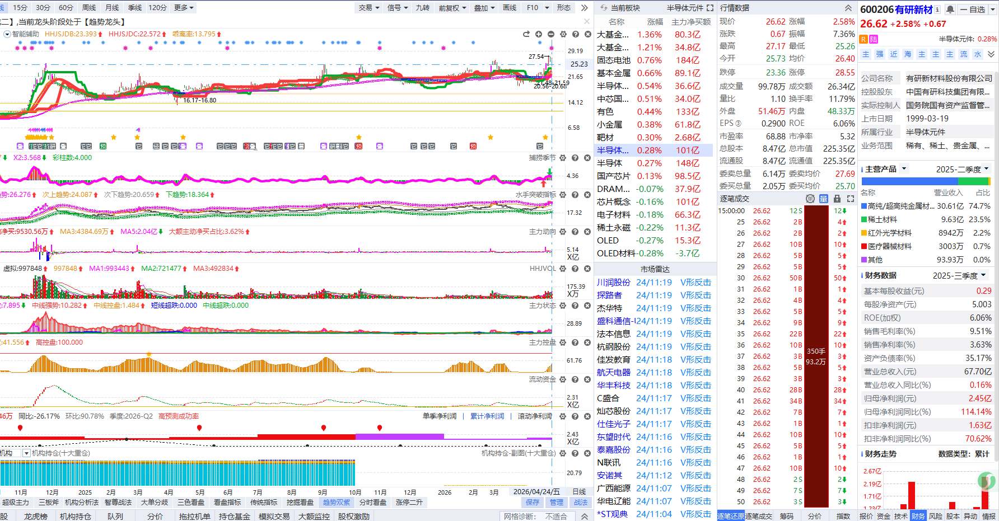 线 15分 30分 60分 周线 月线 季线 120分 更多
交易 信号 九转 前复权 叠加 画线 F10 形态
二】,当前龙头阶段处于【趋势龙头】
智能辅助 HHJSJDB:23.393 HHJSJDC:22.572 乖离率:13.795
29.19
27.54
25.23
21.65
21.48-21.59
20.56-20.68
16.17-16.80
14.12
6.58
X2:3.568 彩柱数:4.000
捕捞季节
4.36
趋势:26.276 次上趋势:24.087 次下趋势:20.659 下趋势:18.364
水手突破指标
17.32
净买:9530.56万 MA3:4384.69万 MA5:2.04亿 大额主动净买占比:3.62%
主力动向
5.14
X亿
虚拟:997848 997848 MA1:993443 MA2:721477 MA3:492834
HHJVOL
175.39
X万
7.895 中线强势:10.282 中线控盘:1.484 短线超跌:0.000 中线超跌:0.000
主力状态
28.89
:41.556 高控盘:100.000
主力控盘
61.76
流动资金
2.31
X亿
46万 同比:-26.17% 环比:90.78% 季度:2026-Q2 高预测成功率
单季净利润 | 累计净利润 | 滚动净利润
2.43
X亿
机构 机构持仓(十大重仓)
机构持仓-副图(十大重仓)
20.79
11月 12月 2025 2月 3月 4月 5月 6月 7月 8月 9月 10月 11月 12月 2026 2月 3月 2026/04/24/五 日线
超级主力 三板斧 机构分析法 智尊战法 大单分歧 三色看盘 看盘指标 传统指标 挖掘看盘 趋势双紫 分时看盘 涨停二升 保存 管理 战法
股 龙虎榜 机构持仓 队列 分价 拖拉机单 持仓基金 模拟交易 大额监控 股权激励 网格诊断: 不适合
当前板块 半导体元件
名称 涨幅 主力净买额
大基金... 1.36% 80.3亿
大基金... 1.21% 34.8亿
固态电池 0.76% 184亿
基本金属 0.66% 89.1亿
半导体... 0.54% 36.6亿
中芯国... 0.51% 34.0亿
有色 0.44% 133亿
小金属 0.38% 61.8亿
靶材 0.30% 2.68亿
半导体... 0.28% 101亿
半导体 0.27% 148亿
国产芯片 0.13% 98.5亿
DRAM... -0.07% 37.9亿
芯片概念 -0.16% 101亿
电子材料 -0.18% 66.3亿
稀土永磁 -0.22% 11.3亿
OLED -0.27% 15.3亿
OLED材料 -0.28% -3.7亿
市场雷达
川润股份 24/11:19 V形反击
探路者 24/11:19 V形反击
杰华特 24/11:19 V形反击
盛科通信-U 24/11:19 V形反击
法本信息 24/11:19 V形反击
杭钢股份 24/11:19 V形反击
佳发教育 24/11:18 V形反击
航天电器 24/11:18 V形反击
华丰科技 24/11:18 V形反击
C盛合 24/11:17 V形反击
灿芯股份 24/11:17 V形反击
仕佳光子 24/11:17 V形反击
东望时代 24/11:16 V形反击
泰嘉股份 24/11:16 V形反击
N联讯 24/11:16 V形反击
安诺其 24/11:12 V形反击
广西能源 24/11:07 V形反击
华电辽能 24/11:07 V形反击
*ST观典 24/11:04 V形反击
行情数据
现价 26.62 涨幅 2.58%
涨跌 0.67 振幅 7.36%
最高 27.17 最低 25.26
今开 25.73 均价 26.40
跌停 23.36 涨停 28.55
成交量 99.78万 成交额 26.34亿
量比 1.10 换手率 11.79%
外盘 51.46万 内盘 48.33万
EPS③ 0.2900 ROE 6.06%
市盈率 68.88 市净率 5.32
总股本 8.47亿 总市值 225.35亿
流通股 8.47亿 流通值 225.35亿
委卖总量 6.14万 委卖均价 27.69
委买总量 2.05万 委买均价 25.70
逐笔成交 单 量
15:00:00 26.62 12S 12
25 26.62 2B 4
26 26.62 2B 2
27 26.62 10B 10
28 26.62 5B 5
29 26.62 5B 5
30 26.62 50B 50
31 26.62 1B 1
32 26.62 4B 4
33 26.62 5B 5
34 26.62 9B 9
35 26.62 22B 22
36 26.62 10B 10
37 26.62 3B 3
38 26.62 5B 5
39 26.62 3B 3
40 26.62 28B 28
41 26.62 34B 34
42 26.62 7B 7
43 26.62 1B 1
44 26.62 10B 10
45 26.62 5B 5
46 26.62 1B 1
47 26.62 10B 10
48 26.62 2S 2
49 26.62 7S 7
50 26.62 3S 3
350手
93.2万
逐笔还原 逐笔成交 筹码 分价 指数
600206有研新材 自选
26.62 +2.58% +0.67
R 陆 半导体元件: 0.28%
主 强 近 海 主 主 主 流 水
公司名称 有研新材料股份有限公司
控股股东 中国有研科技集团有限...
实际控制人 国务院国有资产监督管...
上市日期 1999-03-19
所属行业 半导体元件
业务范围 稀有、稀土、贵金属、...
主营产品 2025-二季度
名称 营业收入 占比
高纯/超高纯金属材... 30.61亿 74.7%
稀土材料 9.63亿 23.5%
红外光学材料 8942万 2.2%
医疗器械材料 3003万 0.7%
其他 93.93万 0.0%
财务数据 2025-三季度
基本每股收益(元) 0.29
每股净资产(元) 5.003
ROE(加权) 6.06%
销售毛利率(%) 9.51%
销售净利率(%) 3.63%
资产负债率(%) 35.17%
营业总收入(元) 67.70亿
营业总收入同比(%) 0.16%
归母净利润(元) 2.45亿
归母净利润同比(%) 114.14%
扣非净利润(元) 1.63亿
扣非净利润同比(%) 70.62%
财务走势 数据类型: 累计
2.67亿
2.19亿
1.71亿
1.23亿
报价 资金 技术 财务 风险 股本 异动 情报